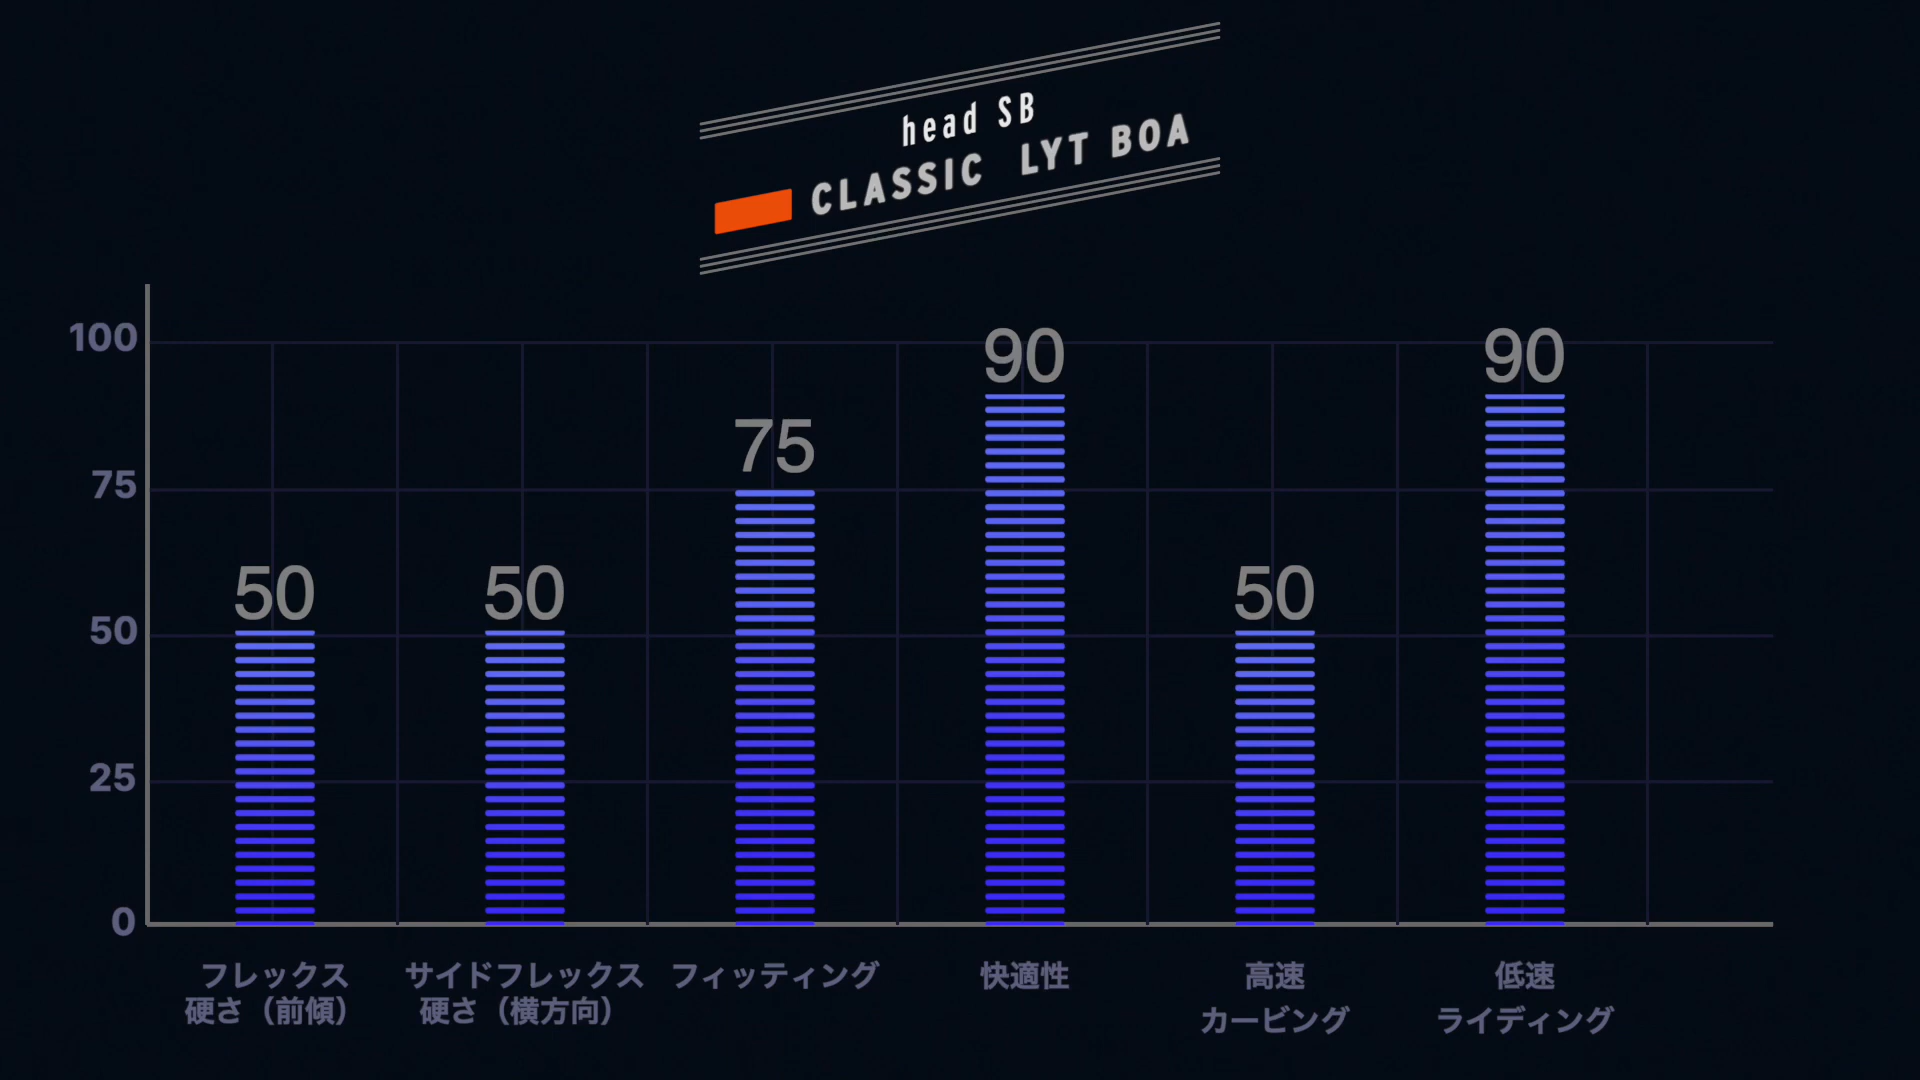 head SB
CLASSIC LYT BOA
100
75
50
25
0
50
50
75
90
50
90
フレックス
硬さ（前傾）
サイドフレックス
硬さ（横方向）
フィッティング
快適性
高速
カービング
低速
ライディング